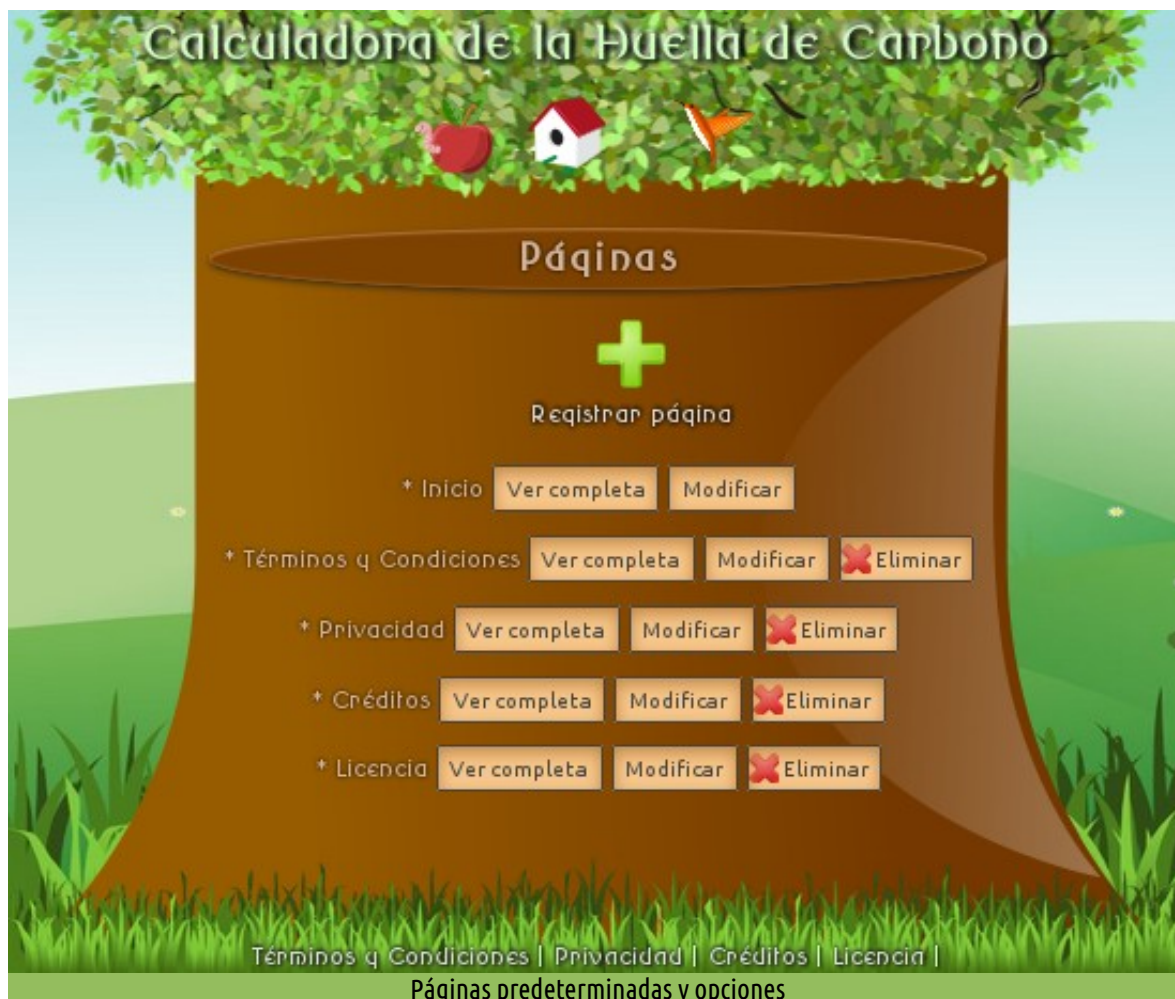 Calculadora de la Huella de Carbono
Páginas
Registrar página
* Inicio Ver completa Modificar
* Términos y Condiciones Ver completa Modificar Eliminar
* Privacidad Ver completa Modificar Eliminar
* Créditos Ver completa Modificar Eliminar
* Licencia Ver completa Modificar Eliminar
Términos y Condiciones | Privacidad | Créditos | Licencia |
Páginas predeterminadas y opciones